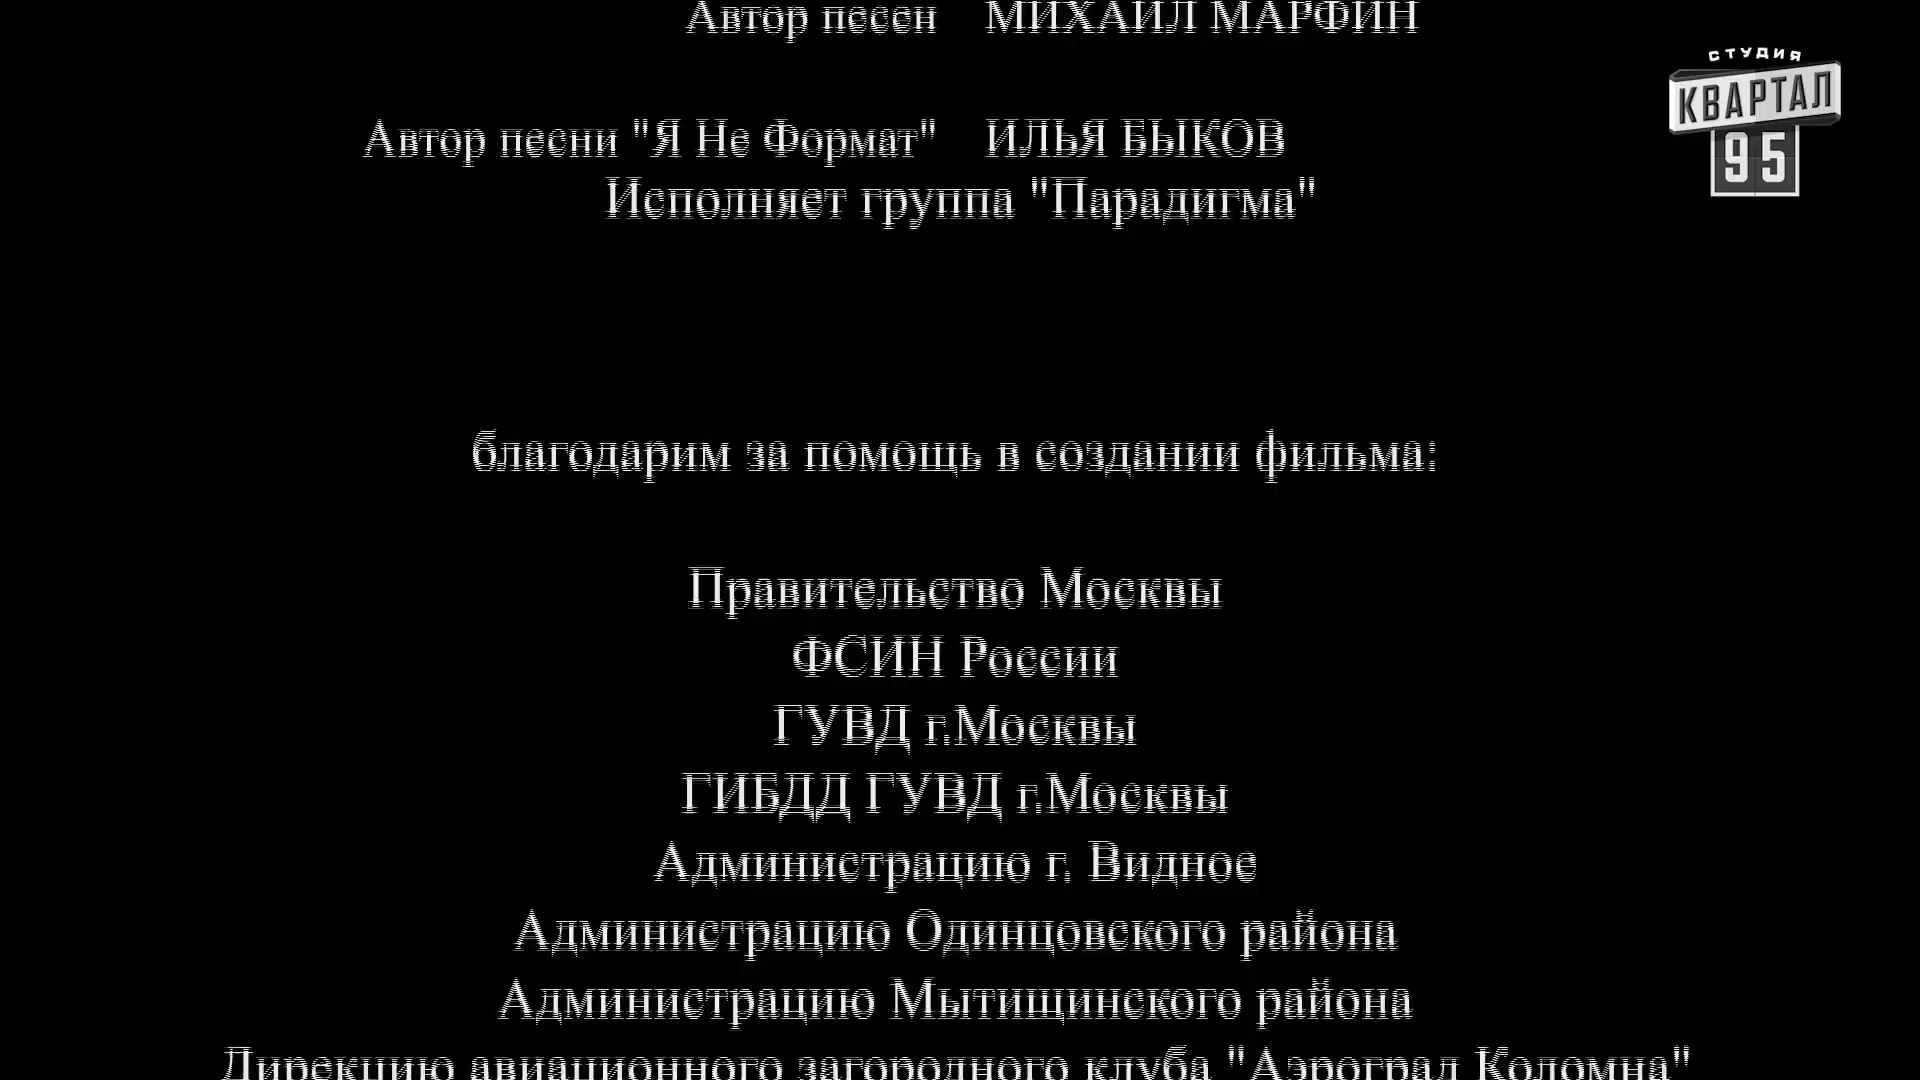 Автор песен МИХАИЛ МАРФИН
СТУДИЯ
КВАРТАЛ
95
Автор песни "Я Не Формат" ИЛЬЯ БЫКОВ
Исполняет группа "Парадигма"
благодарим за помощь в создании фильма:
Правительство Москвы
ФСИН России
ГУВД г.Москвы
ГИБДД ГУВД г.Москвы
Администрацию г. Видное
Администрацию Одинцовского района
Администрацию Мытищинского района
Дирекцию авиационного загородного клуба "Аэроград Коломна"